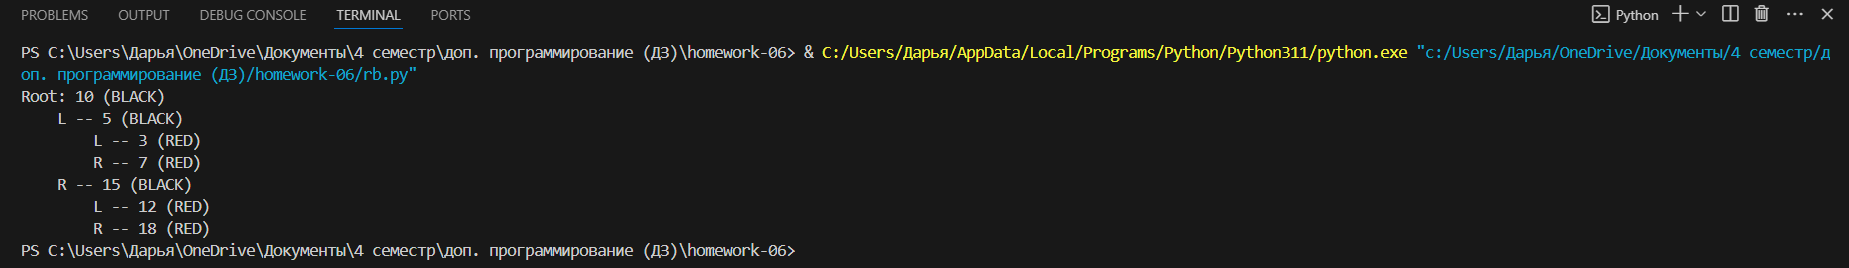 PROBLEMS OUTPUT DEBUG CONSOLE TERMINAL PORTS Python
PS C:\Users\Дарья\OneDrive\Документы\4 семестр\доп. программирование (ДЗ)\homework-06> & C:/Users/Дарья/AppData/Local/Programs/Python/Python311/python.exe "c:/Users/Дарья/OneDrive/Документы/4 семестр/д
оп. программирование (ДЗ)/homework-06/rb.py"
Root: 10 (BLACK)
    L -- 5 (BLACK)
        L -- 3 (RED)
        R -- 7 (RED)
    R -- 15 (BLACK)
        L -- 12 (RED)
        R -- 18 (RED)
PS C:\Users\Дарья\OneDrive\Документы\4 семестр\доп. программирование (ДЗ)\homework-06>